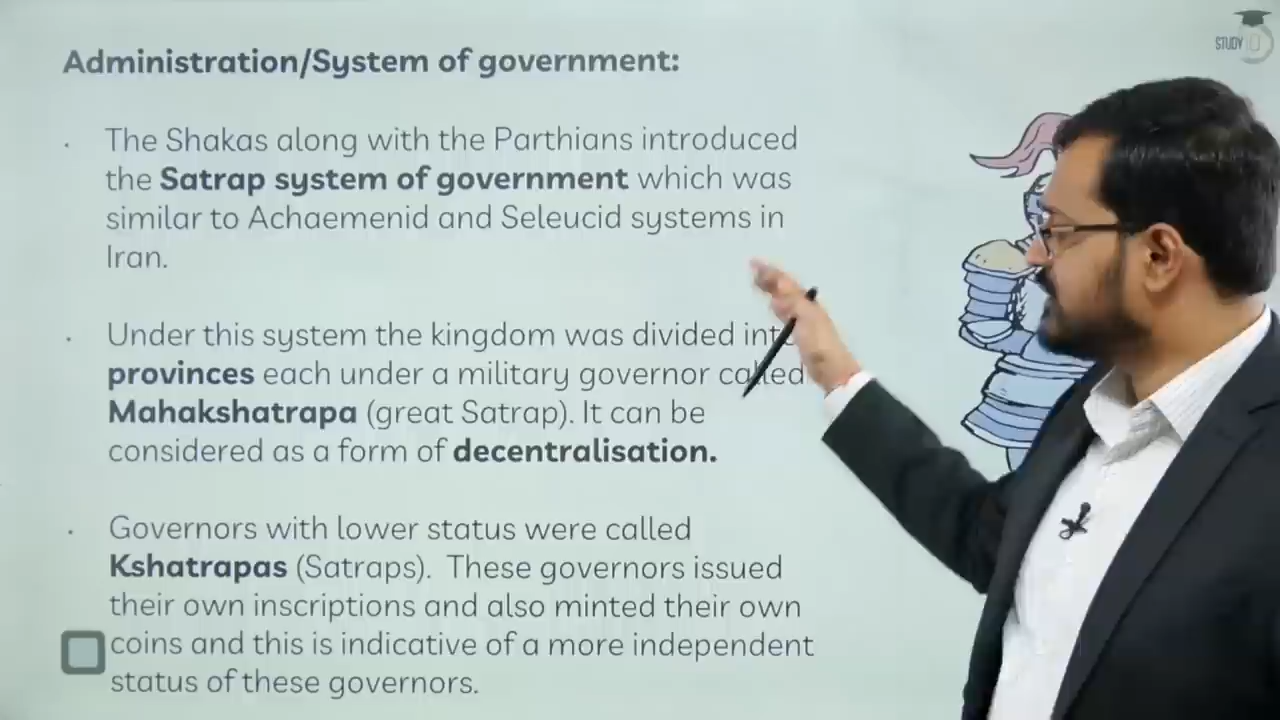 STUDY IQ
Administration/System of government:
The Shakas along with the Parthians introduced
the Satrap system of government which was
similar to Achaemenid and Seleucid systems in
Iran.
Under this system the kingdom was divided into
provinces each under a military governor called
Mahakshatrapa (great Satrap). It can be
considered as a form of decentralisation.
Governors with lower status were called
Kshatrapas (Satraps). These governors issued
their own inscriptions and also minted their own
coins and this is indicative of a more independent
status of these governors.